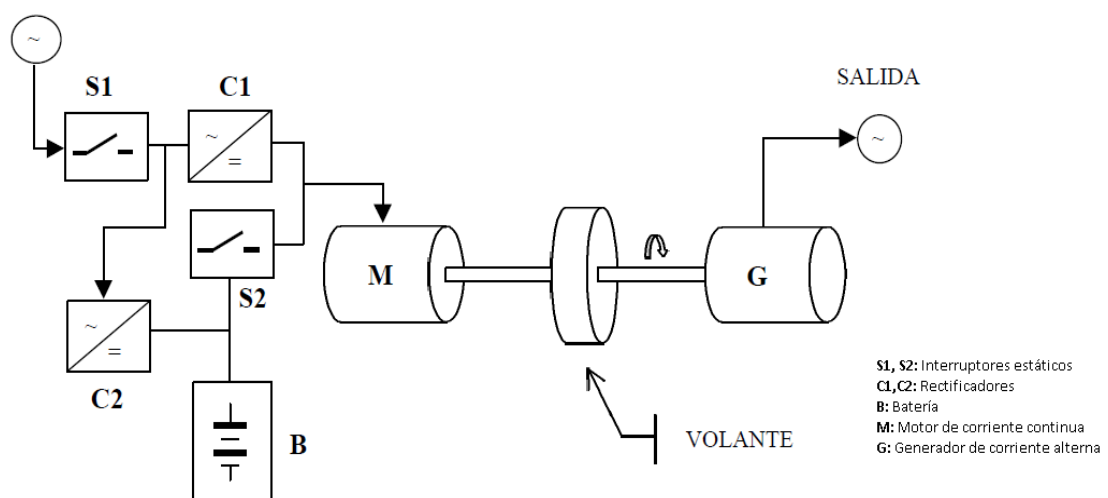 ~
S1
C1
SALIDA
~
=
~
S2
M
G
~
=
C2
B
VOLANTE
S1, S2: Interruptores estáticos
C1,C2: Rectificadores
B: Batería
M: Motor de corriente continua
G: Generador de corriente alterna